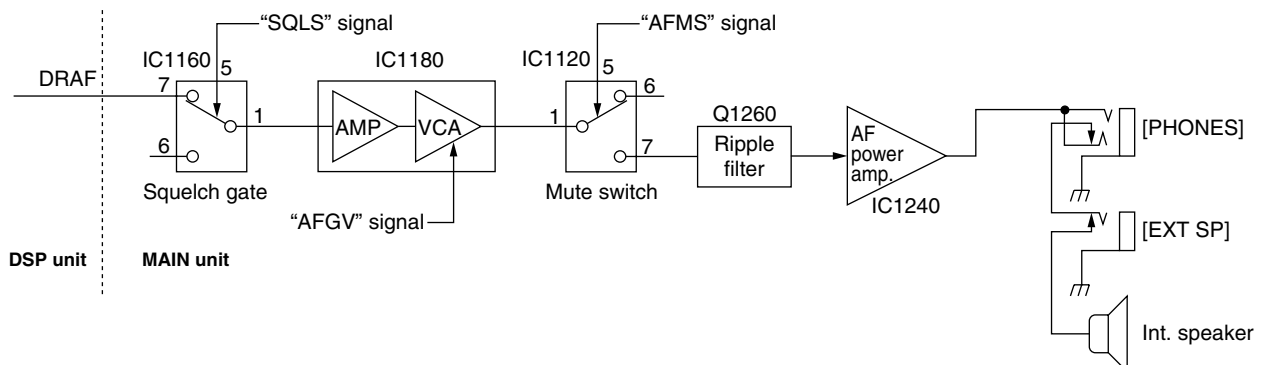 “SQLS” signal
“AFMS” signal
IC1160
5
IC1180
IC1120
5
DRAF
7
1
AMP
VCA
1
6
6
7
Q1260
Ripple
filter
AF
power
amp.
IC1240
[PHONES]
Squelch gate
Mute switch
“AFGV” signal
[EXT SP]
DSP unit
MAIN unit
Int. speaker